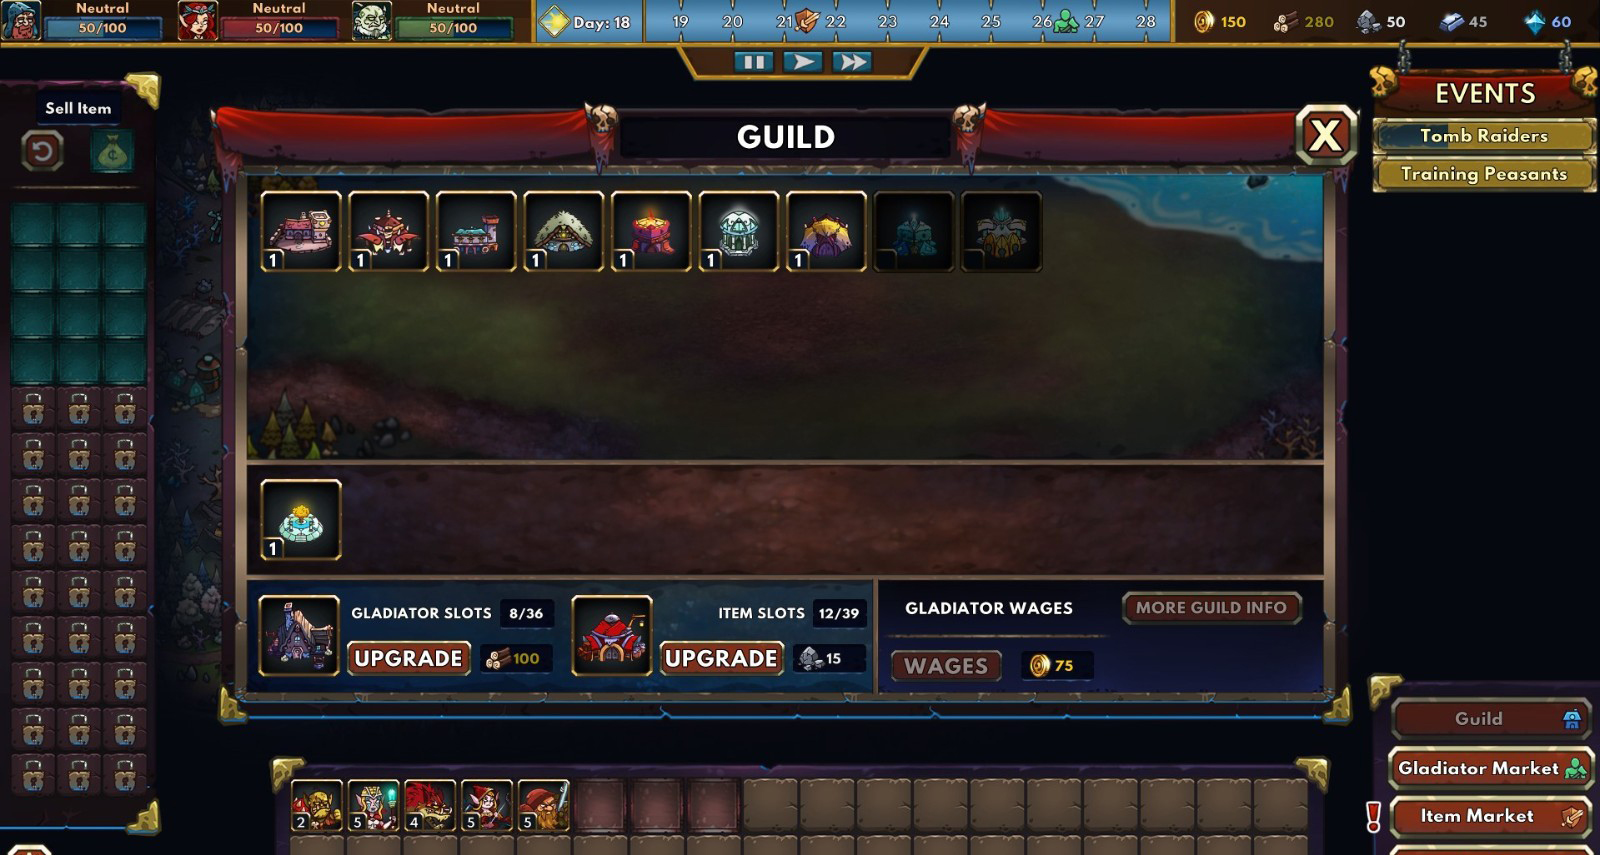 Neutral
50/100
Neutral
50/100
Neutral
50/100
Day: 18
19 20 21 22 23 24 25 26 27 28
150 280 50 45 60
Sell Item
GUILD
X
EVENTS
Tomb Raiders
Training Peasants
1 1 1 1 1 1 1
1
GLADIATOR SLOTS 8/36
UPGRADE 100
ITEM SLOTS 12/39
UPGRADE 15
GLADIATOR WAGES
MORE GUILD INFO
WAGES 75
Guild
Gladiator Market
! Item Market
2 5 4 5 5